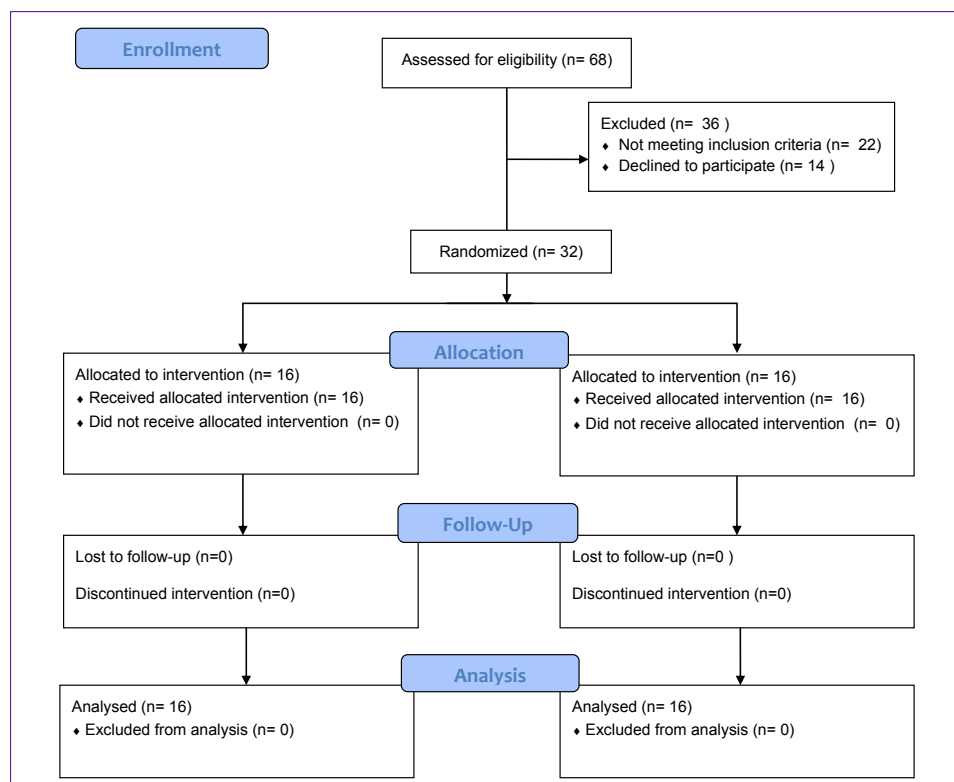 Enrollment
Assessed for eligibility (n= 68)
Excluded (n= 36 )
♦ Not meeting inclusion criteria (n= 22)
♦ Declined to participate (n= 14 )
Randomized (n= 32)
Allocation
Allocated to intervention (n= 16)
♦ Received allocated intervention (n= 16)
♦ Did not receive allocated intervention (n= 0)
Allocated to intervention (n= 16)
♦ Received allocated intervention (n= 16)
♦ Did not receive allocated intervention (n= 0)
Follow-Up
Lost to follow-up (n=0)
Discontinued intervention (n=0)
Lost to follow-up (n=0 )
Discontinued intervention (n=0)
Analysis
Analysed (n= 16)
♦ Excluded from analysis (n= 0)
Analysed (n= 16)
♦ Excluded from analysis (n= 0)